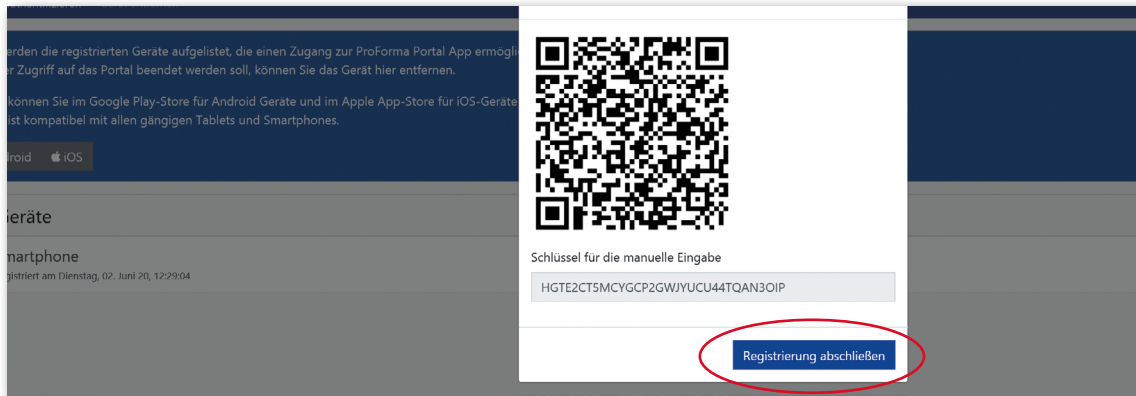 werden die registrierten Geräte aufgelistet, die einen Zugang zur ProForma Portal App ermögli
er Zugriff auf das Portal beendet werden soll, können Sie das Gerät hier entfernen.
können Sie im Google Play-Store für Android Geräte und im Apple App-Store für iOS-Geräte
ist kompatibel mit allen gängigen Tablets und Smartphones.
droid iOS
Geräte
martphone
gistriert am Dienstag, 02. Juni 20, 12:29:04
Schlüssel für die manuelle Eingabe
HGTE2CT5MCYGCP2GWJYUCU44TQAN3OIP
Registrierung abschließen